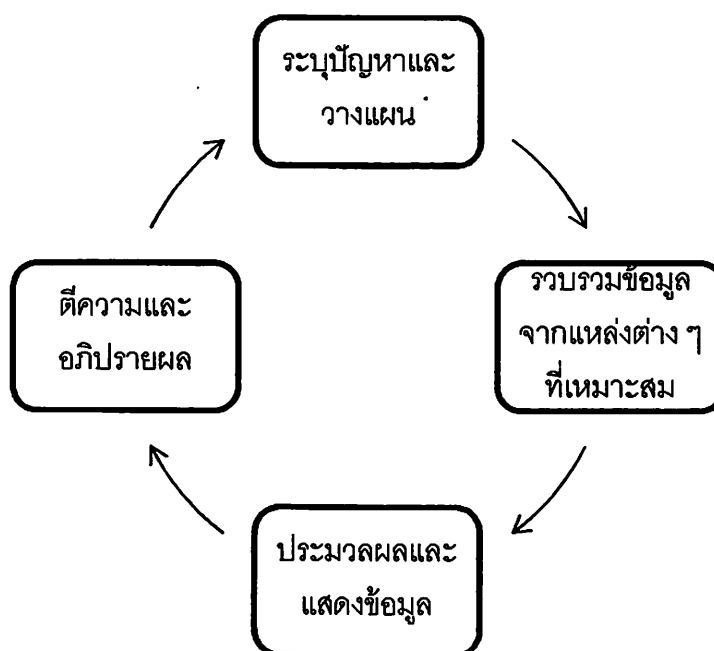 ระบุปัญหาและ
วางแผน
รวบรวมข้อมูล
จากแหล่งต่าง ๆ
ที่เหมาะสม
ประมวลผลและ
แสดงข้อมูล
ตีความและ
อภิปรายผล